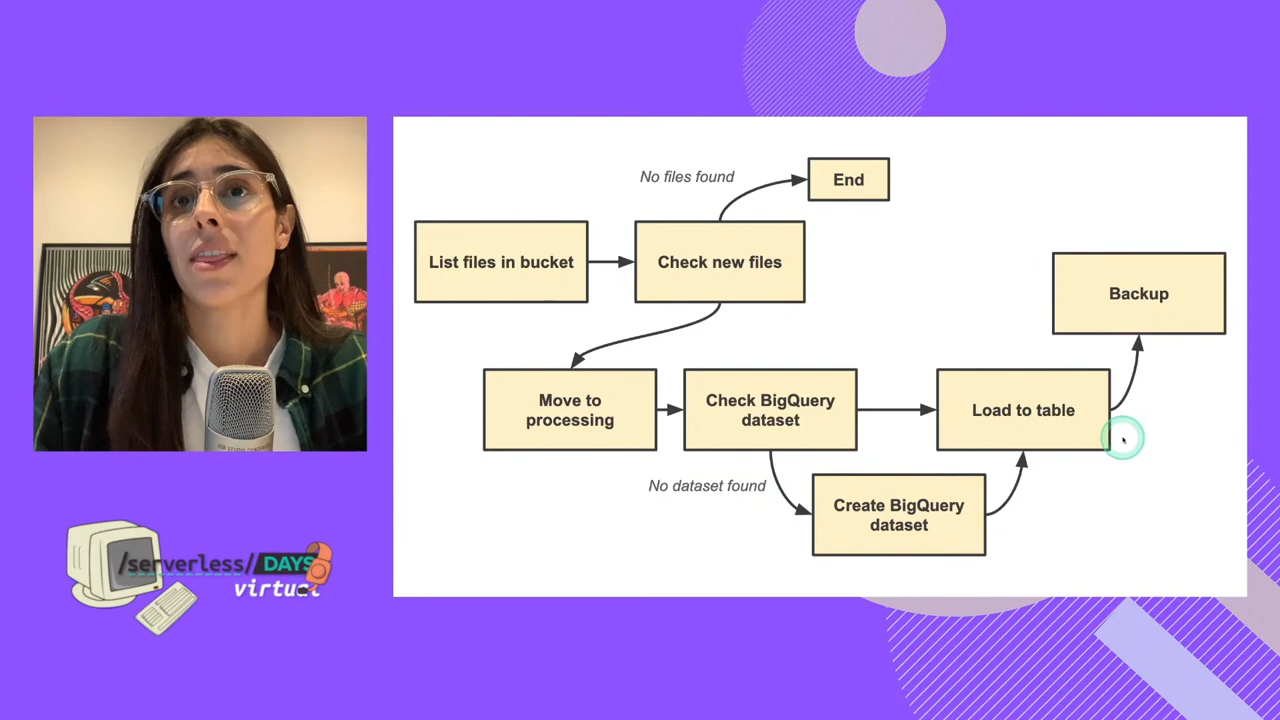 No files found
End
List files in bucket
Check new files
Backup
Move to
processing
Check BigQuery
dataset
Load to table
No dataset found
Create BigQuery
dataset
/serverless/DAYS
virtual